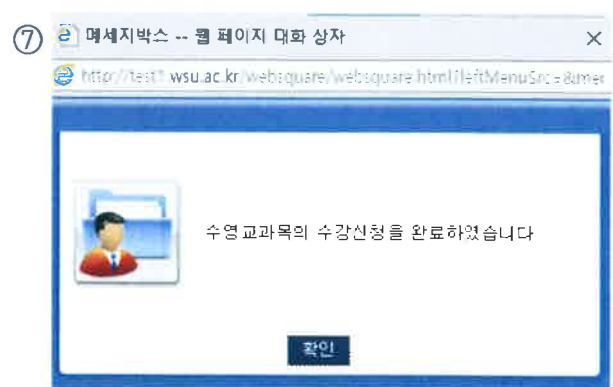 ⑦
메세지박스 -- 웹 페이지 대화 상자
http://test1.wsu.ac.kr/websquare/websquare.html?leftMenuSrc=
수영교과목의 수강신청을 완료하였습니다
확인